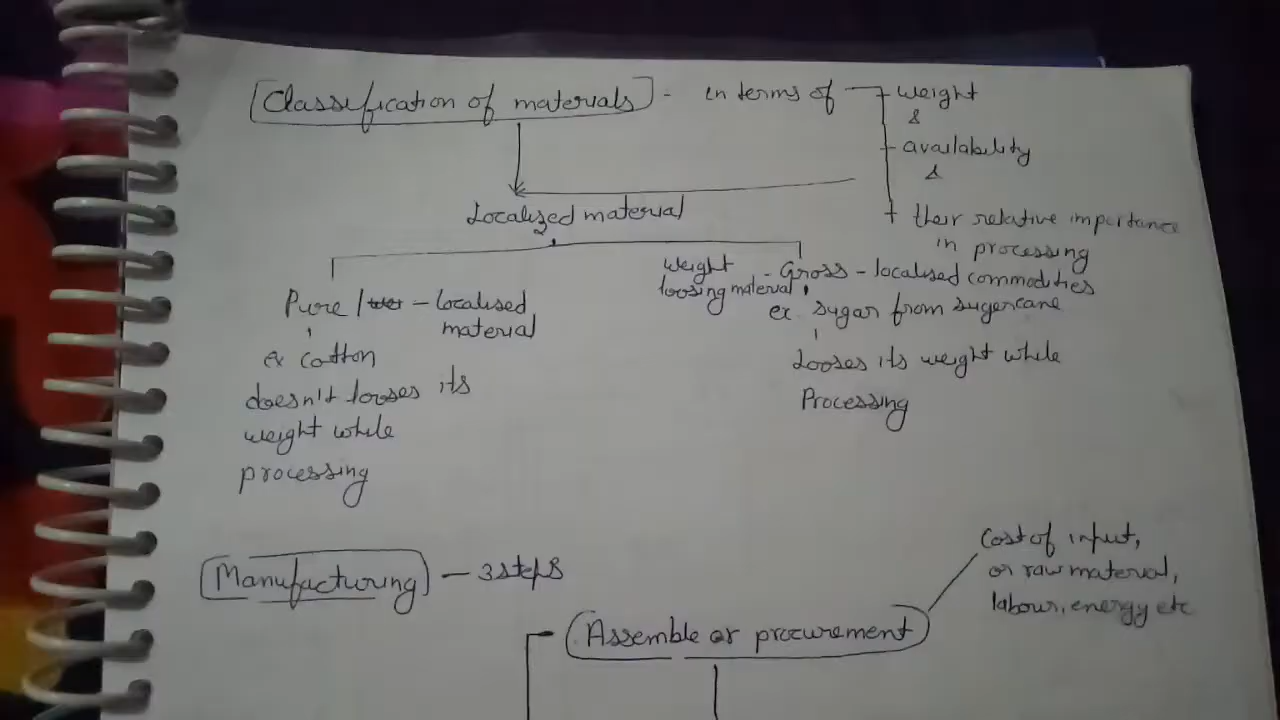 Classification of materials - in terms of - weight
&
- availability
&
Localized material
- their relative importance
in processing
Pure / - localised
material
ex cotton
doesn't looses its
weight while
processing
weight
loosing material
- Gross - localised commodities
ex. sugar from sugercane
Looses its weight while
Processing
Manufacturing - 3 steps
Cost of input,
or raw material,
labour, energy etc
Assemble or procurement